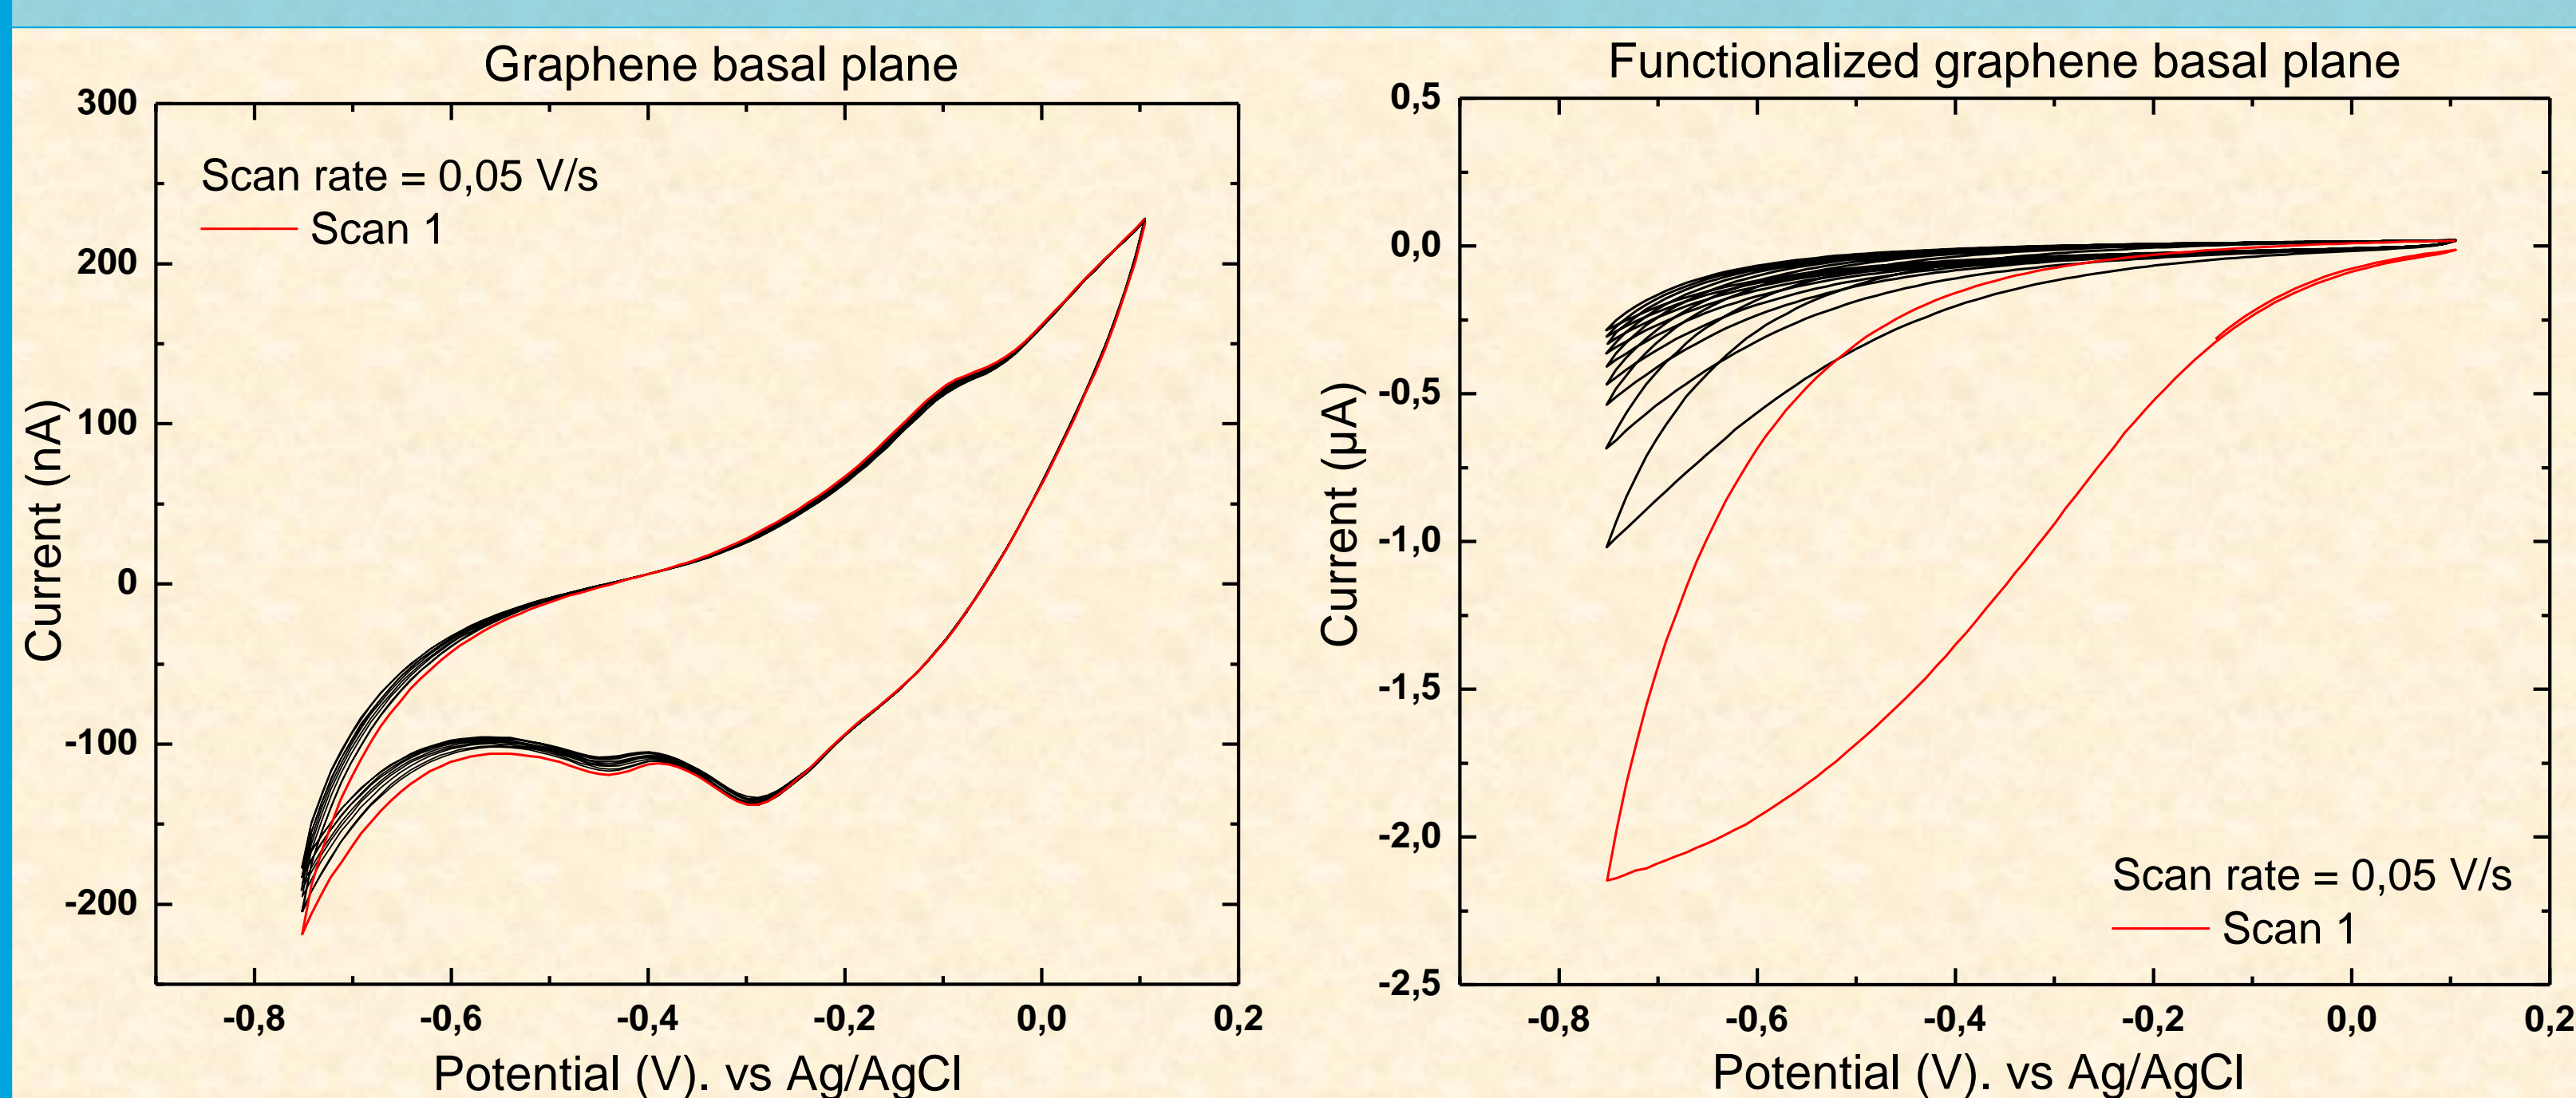 Graphene basal plane
300
200
100
0
-100
-200
Current (nA)
Scan rate = 0,05 V/s
Scan 1
-0,8 -0,6 -0,4 -0,2 0,0 0,2
Potential (V). vs Ag/AgCl
Functionalized graphene basal plane
0,5
0,0
-0,5
-1,0
-1,5
-2,0
-2,5
Current (µA)
Scan rate = 0,05 V/s
Scan 1
-0,8 -0,6 -0,4 -0,2 0,0 0,2
Potential (V). vs Ag/AgCl